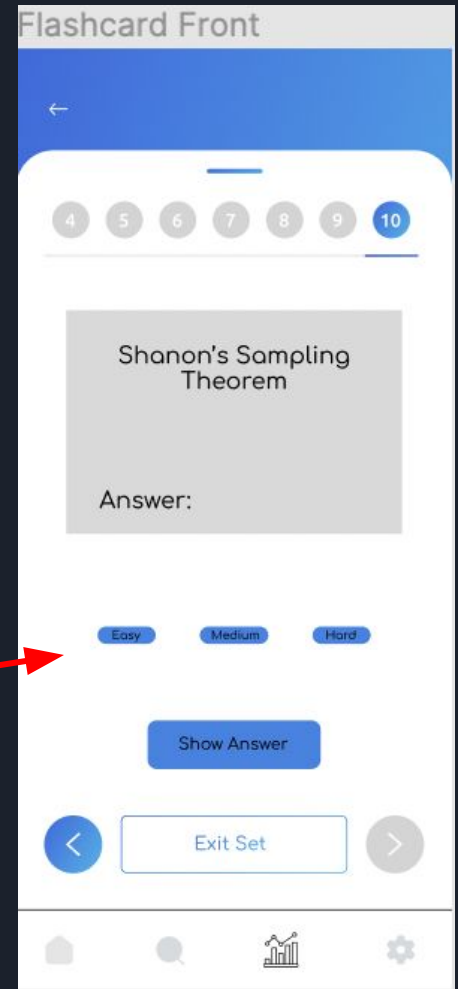 Flashcard Front
4 5 6 7 8 9 10
Shanon's Sampling
Theorem
Answer:
Easy Medium Hard
Show Answer
Exit Set